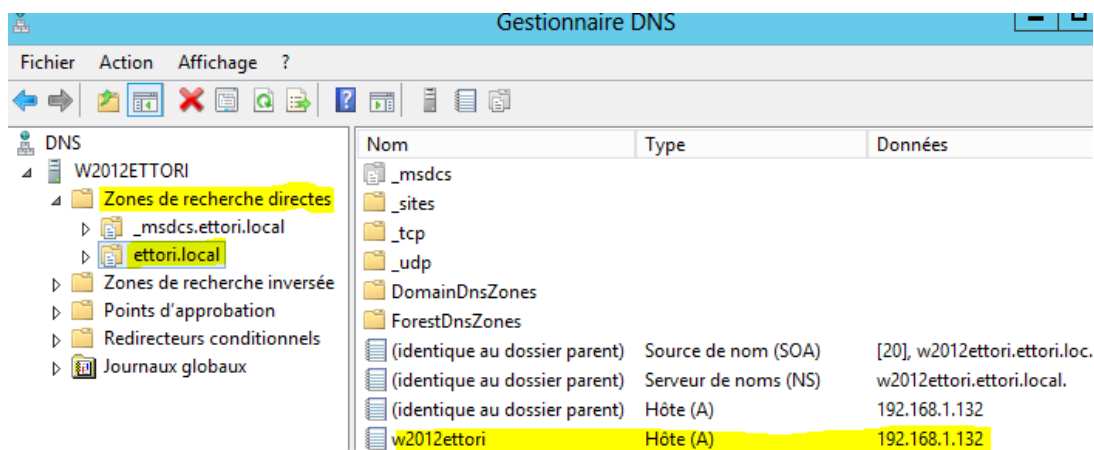 Gestionnaire DNS
Fichier Action Affichage ?
DNS
W2012ETTORI
Zones de recherche directes
_msdcs.ettori.local
ettori.local
Zones de recherche inversée
Points d'approbation
Redirecteurs conditionnels
Journaux globaux
Nom Type Données
_msdcs
_sites
_tcp
_udp
DomainDnsZones
ForestDnsZones
(identique au dossier parent) Source de nom (SOA) [20], w2012ettori.ettori.loc.
(identique au dossier parent) Serveur de noms (NS) w2012ettori.ettori.local.
(identique au dossier parent) Hôte (A) 192.168.1.132
w2012ettori Hôte (A) 192.168.1.132